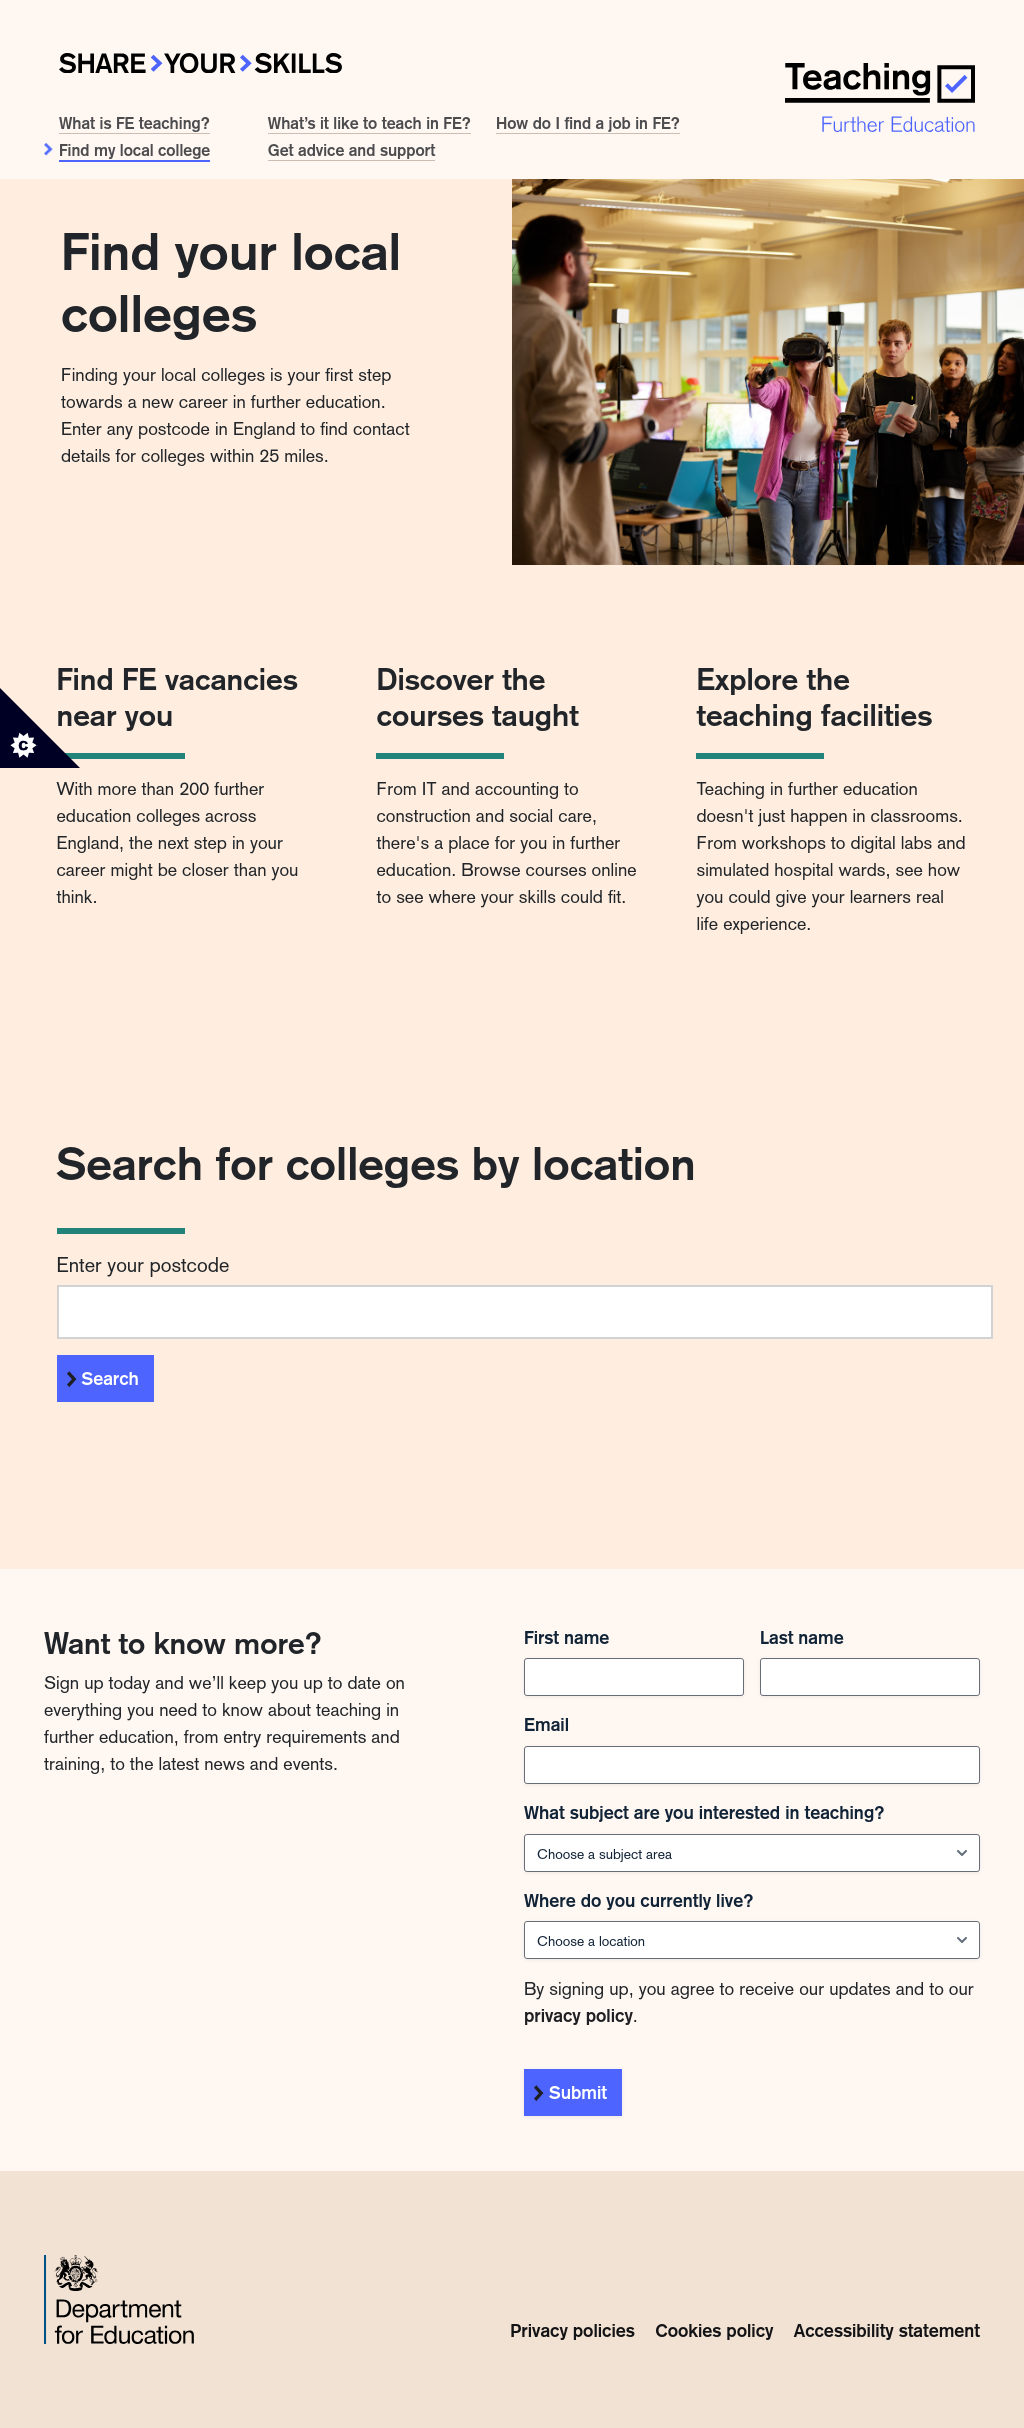 SHARE YOUR SKILLS
Teaching
Further Education
What is FE teaching?
What's it like to teach in FE?
How do I find a job in FE?
Find my local college
Get advice and support
Find your local
colleges
Finding your local colleges is your first step
towards a new career in further education.
Enter any postcode in England to find contact
details for colleges within 25 miles.
Find FE vacancies
near you
With more than 200 further
education colleges across
England, the next step in your
career might be closer than you
think.
Discover the
courses taught
From IT and accounting to
construction and social care,
there's a place for you in further
education. Browse courses online
to see where your skills could fit.
Explore the
teaching facilities
Teaching in further education
doesn't just happen in classrooms.
From workshops to digital labs and
simulated hospital wards, see how
you could give your learners real
life experience.
C
Search for colleges by location
Enter your postcode
Search
Want to know more?
Sign up today and we'll keep you up to date on
everything you need to know about teaching in
further education, from entry requirements and
training, to the latest news and events.
First name
Last name
Email
What subject are you interested in teaching?
Choose a subject area
Where do you currently live?
Choose a location
By signing up, you agree to receive our updates and to our
privacy policy.
Submit
Department
for Education
Privacy policies
Cookies policy
Accessibility statement